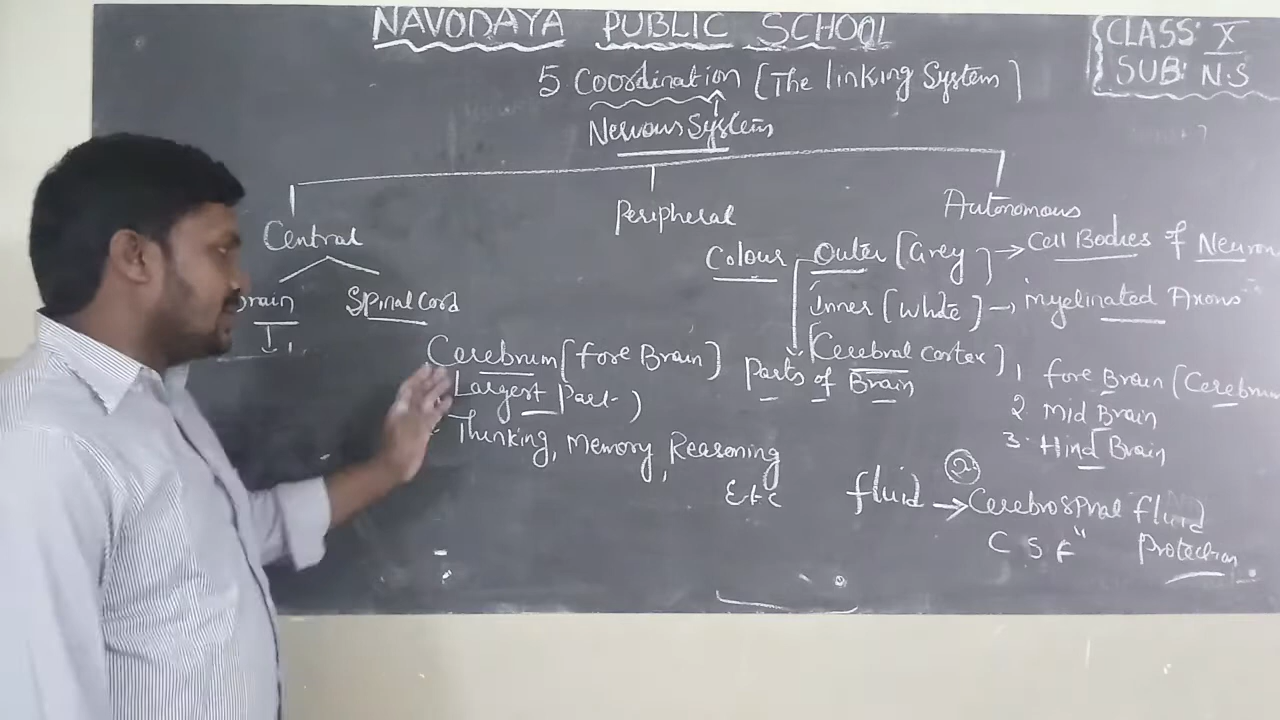 NAVODAYA PUBLIC SCHOOL
CLASS: X
SUB: N.S
5 Coordination [The linking System]
Nervous System
Central
Peripheral
Autonomous
Brain
Spinal Cord
Colour
Outer [Grey] → Cell Bodies of Neuron
Inner [White] → myelinated Axons
[Cerebral cortex]
Cerebrum [fore Brain]
Largest Part)
Thinking, Memory, Reasoning
Etc
Parts of Brain
1 fore Brain (Cerebrum
2. Mid Brain
3. Hind Brain
fluid → Cerebrospinal fluid
C S F"
Protection